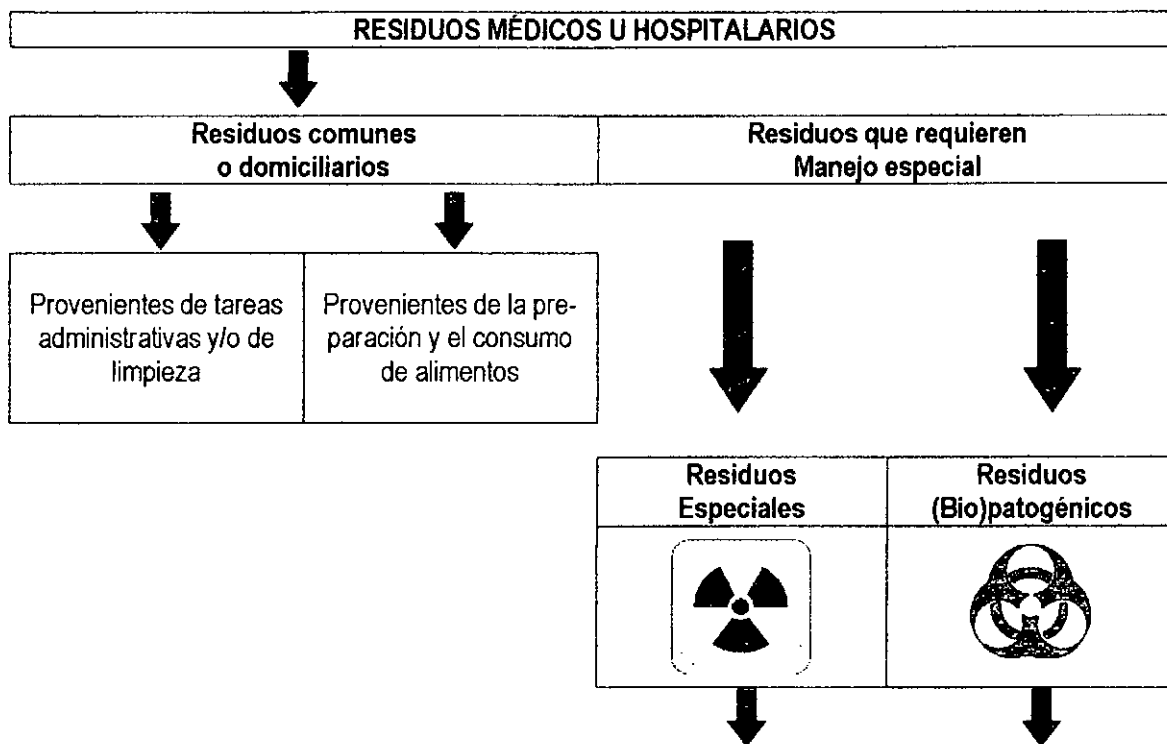 RESIDUOS MÉDICOS U HOSPITALARIOS
Residuos comunes
o domiciliarios
Residuos que requieren
Manejo especial
Provenientes de tareas
administrativas y/o de
limpieza
Provenientes de la pre-
paración y el consumo
de alimentos
Residuos
Especiales
Residuos
(Bio)patogénicos